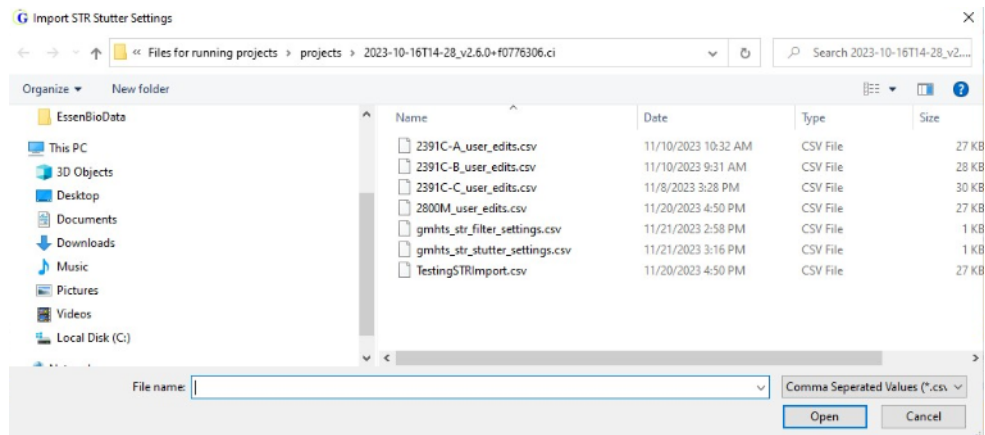 G Import STR Stutter Settings
« Files for running projects > projects > 2023-10-16T14-28_v2.6.0+f0776306.ci
Search 2023-10-16T14-28_v2....
Organize
New folder
EssenBioData
This PC
3D Objects
Desktop
Documents
Downloads
Music
Pictures
Videos
Local Disk (C:)
Name Date Type Size
2391C-A_user_edits.csv 11/10/2023 10:32 AM CSV File 27 KB
2391C-B_user_edits.csv 11/10/2023 9:31 AM CSV File 28 KB
2391C-C_user_edits.csv 11/8/2023 3:28 PM CSV File 30 KB
2800M_user_edits.csv 11/20/2023 4:50 PM CSV File 27 KB
gmhts_str_filter_settings.csv 11/21/2023 2:58 PM CSV File 1 KB
gmhts_str_stutter_settings.csv 11/21/2023 3:16 PM CSV File 1 KB
TestingSTRImport.csv 11/20/2023 4:50 PM CSV File 27 KB
File name:
Comma Seperated Values (*.csv
Open
Cancel